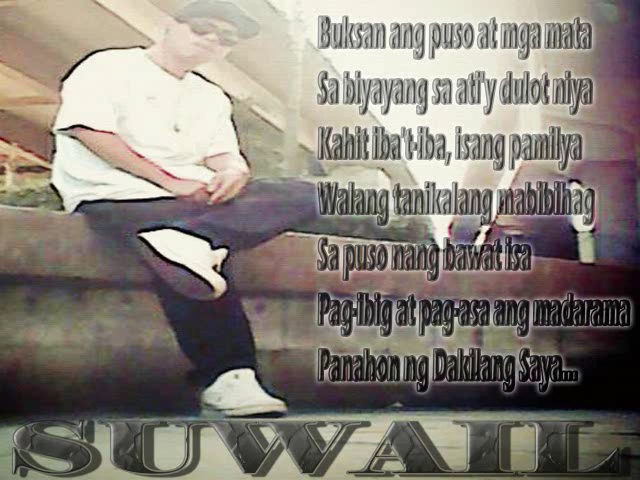 Buksan ang puso at mga mata
Sa biyayang sa ati'y dulot niya
Kahit iba't-iba, isang pamilya
Walang tanikalang mabibihag
Sa puso nang bawat isa
Pag-ibig at pag-asa ang madarama
Panahon ng Dakilang Saya...
SUWAIL